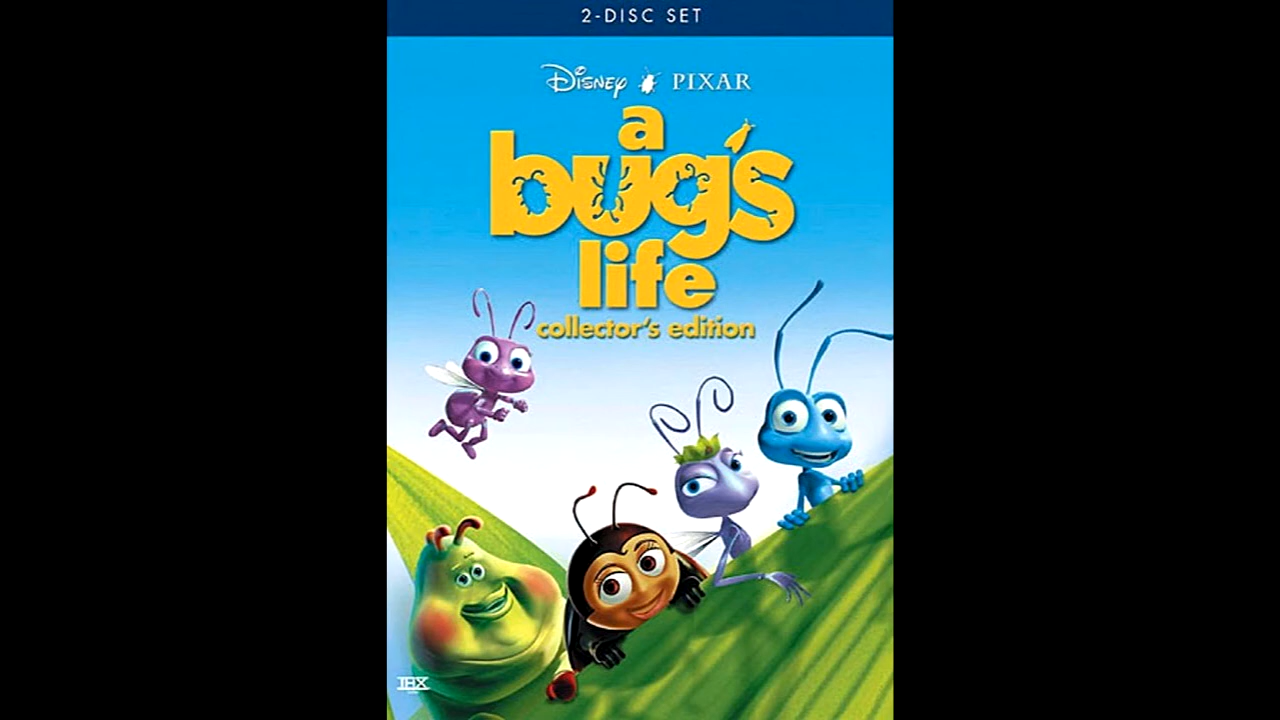 2-DISC SET
DISNEY PIXAR
a
bug's
life
collector's edition
THX